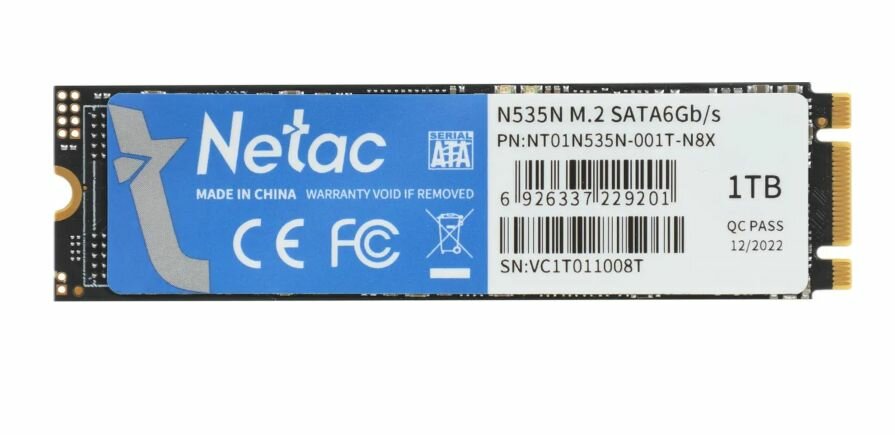 Netac
SERIAL
ATA
MADE IN CHINA WARRANTY VOID IF REMOVED
CE FC
N535N M.2 SATA6Gb/s
PN:NT01N535N-001T-N8X
6 926337 229201
1TB
QC PASS
12/2022
SN:VC1T011008T